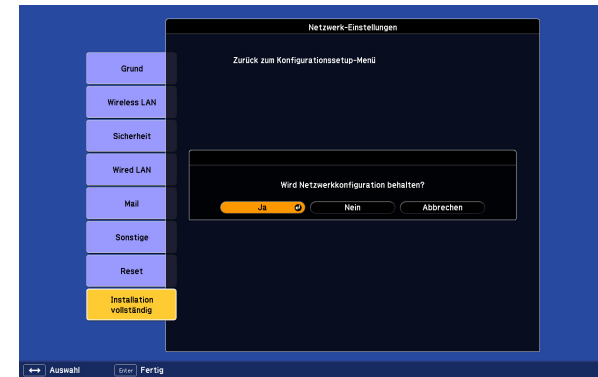 Netzwerk-Einstellungen
Zurück zum Konfigurationssetup-Menü
Grund
Wireless LAN
Sicherheit
Wired LAN
Mail
Sonstige
Reset
Installation
vollständig
Wird Netzwerkkonfiguration behalten?
Ja Nein Abbrechen
Auswahl Enter Fertig